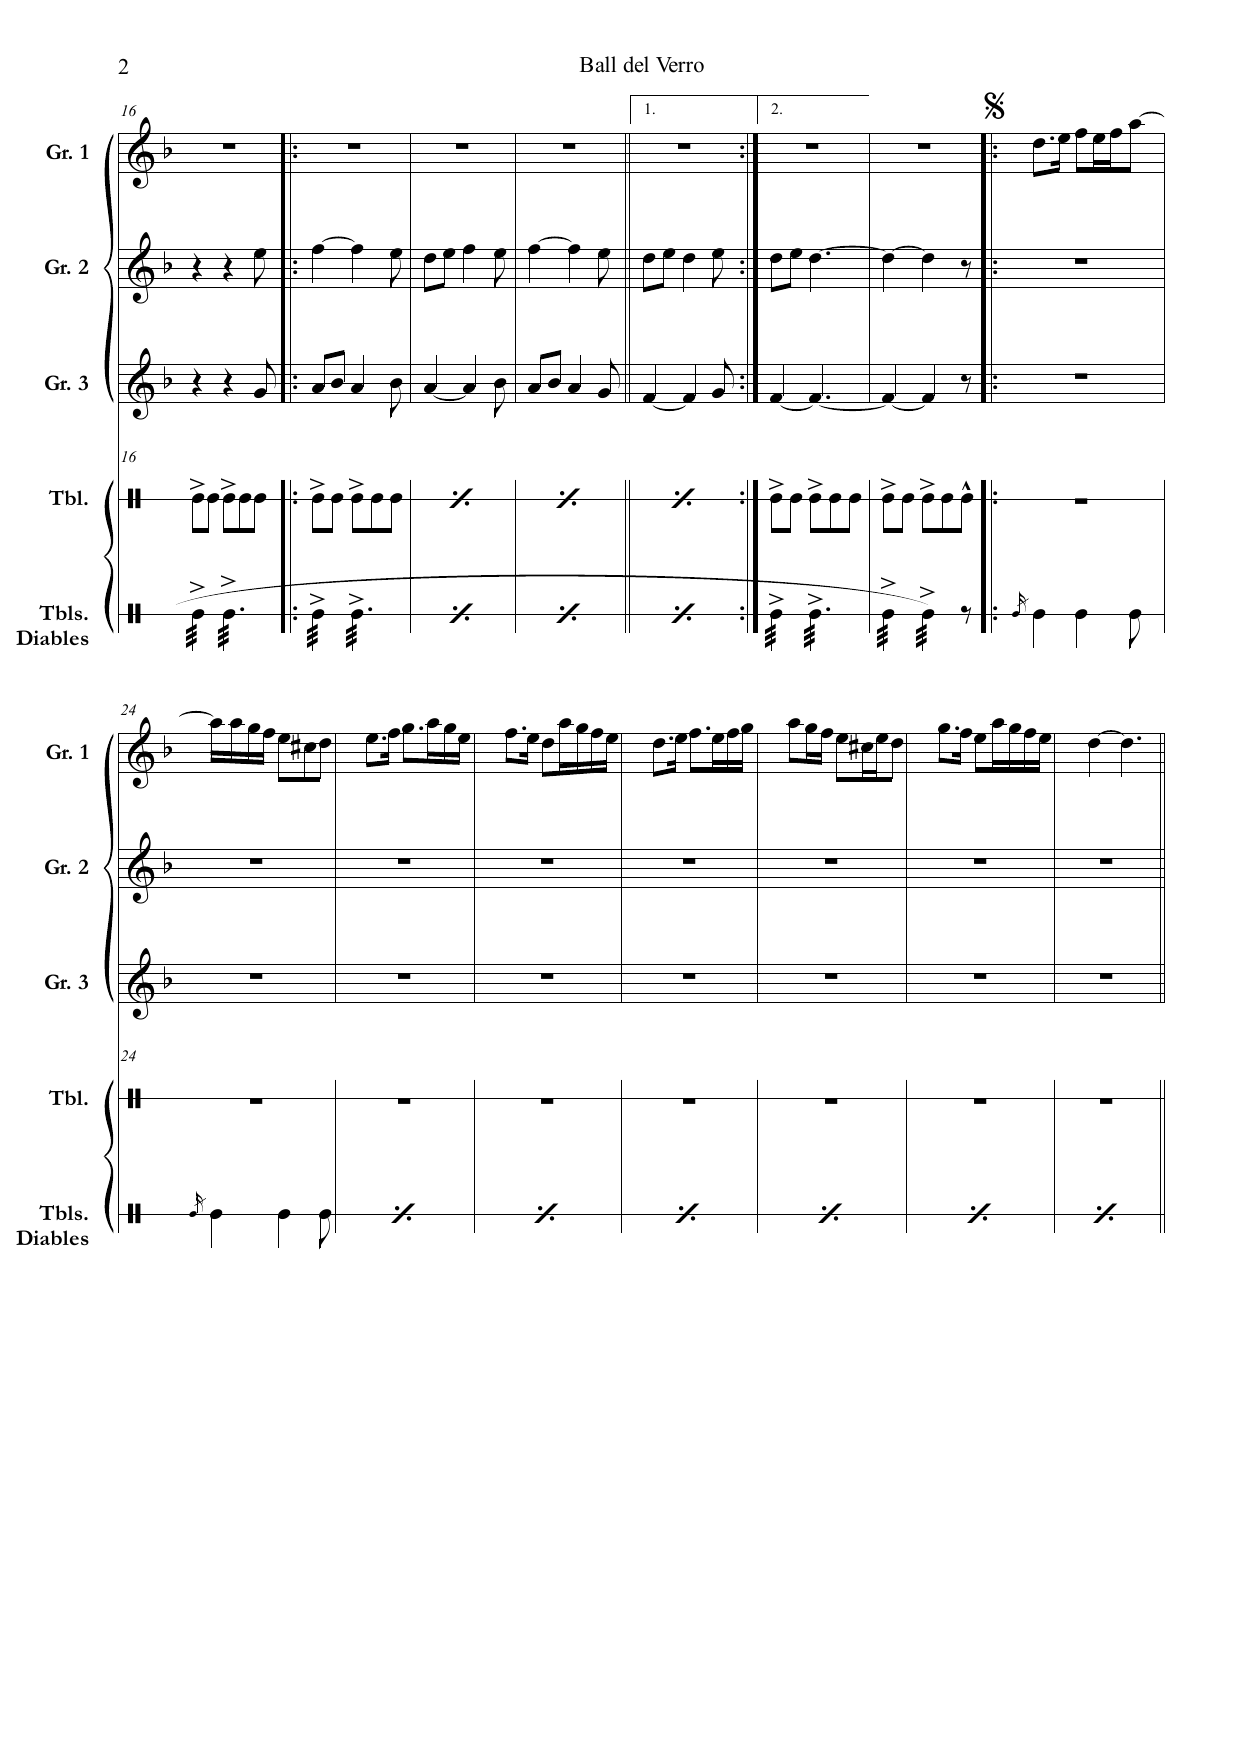 2
Ball del Verro
16
1.
2.
Gr. 1
Gr. 2
Gr. 3
16
Tbl.
Tbls.
Diables
24
Gr. 1
Gr. 2
Gr. 3
24
Tbl.
Tbls.
Diables